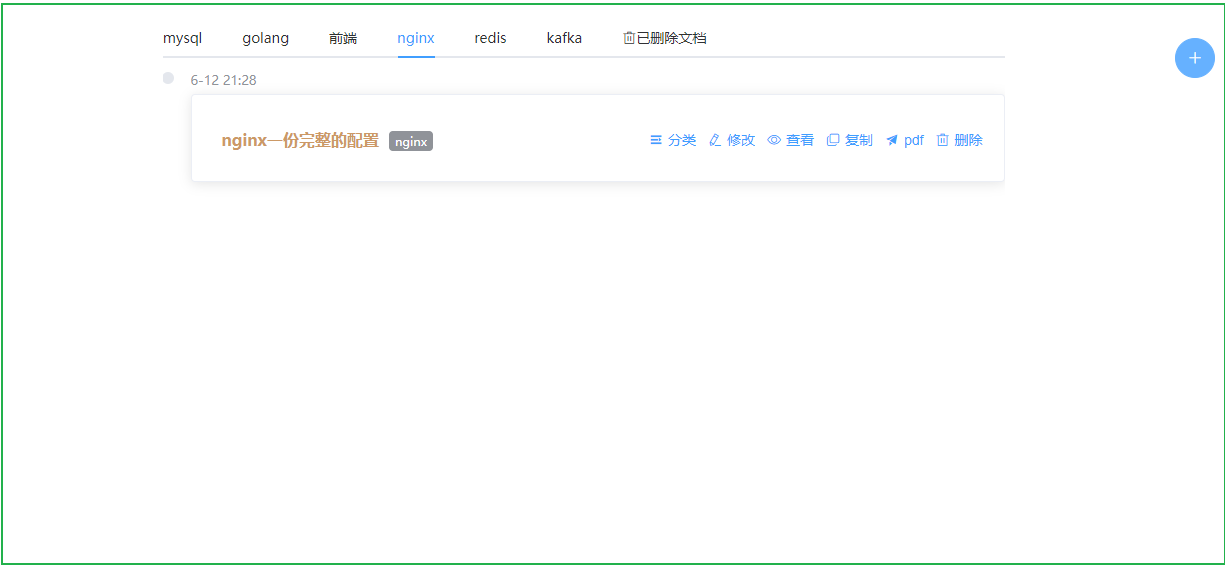 mysql golang 前端 nginx redis kafka 已删除文档
6-12 21:28
nginx一份完整的配置 nginx 分类 修改 查看 复制 pdf 删除